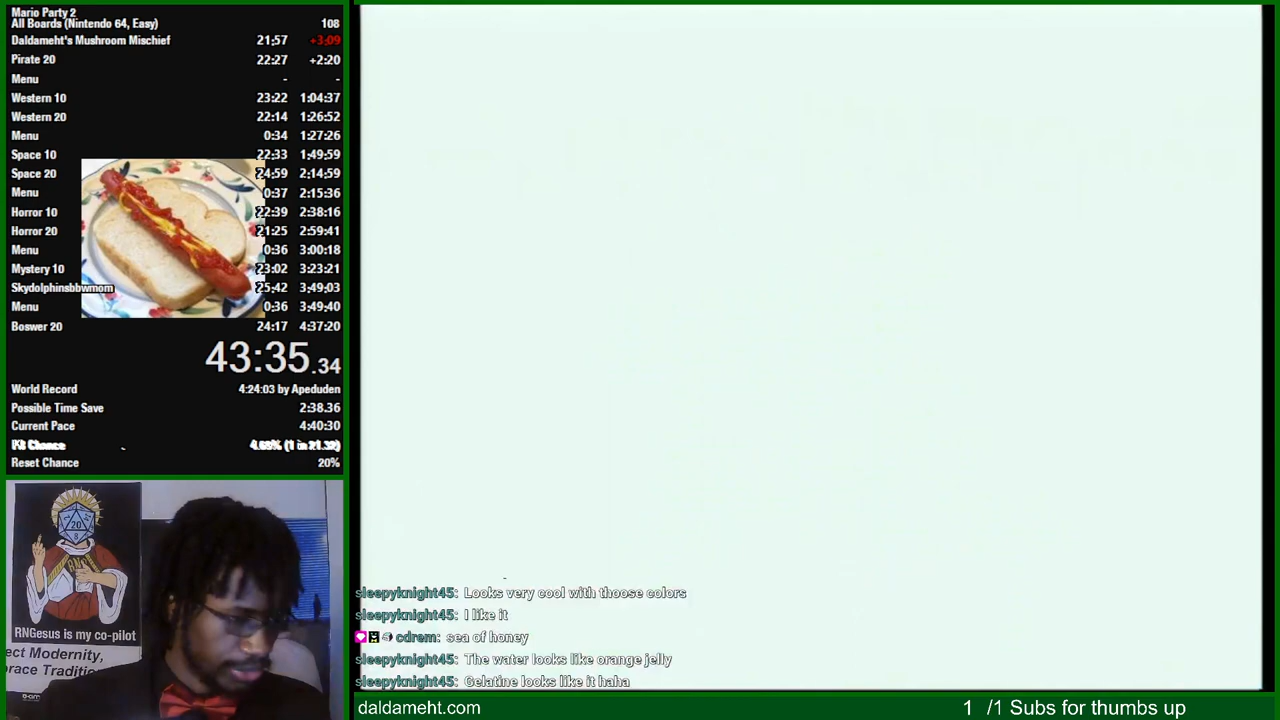 Mario Party 2
All Boards (Nintendo 64, Easy) 108
Daldameht's Mushroom Mischief 21;57 +3;09
Pirate 20 22:27 +2:20
Menu - -
Western 10 23:22 1:04:37
Western 20 22:14 1:26:52
Menu 0:34 1:27:26
Space 10 22:33 1:49:59
Space 20 24;59 2;14;59
Menu 0:37 2:15:36
Horror 10 22:39 2:38:16
Horror 20 21:25 2:59:41
Menu 0:36 3:00:18
Mystery 10 23:02 3:23:21
Skydolphinsbbwmom 25;42 3;49;03
Menu 0:36 3:49:40
Boswer 20 24:17 4:37:20
43:35.34
World Record 4:24:03 by Apeduden
Possible Time Save 2:38.36
Current Pace 4:40:30
Chance
Reset Chance 20%
20
8
RNGesus is my co-pilot
ect Modernity,
brace Traditio
sleepyknight45: Looks very cool with thoose colors
sleepyknight45: I like it
cdrem: sea of honey
sleepyknight45: The water looks like orange jelly
sleepyknight45: Gelatine looks like it haha
daldameht.com 1 /1 Subs for thumbs up